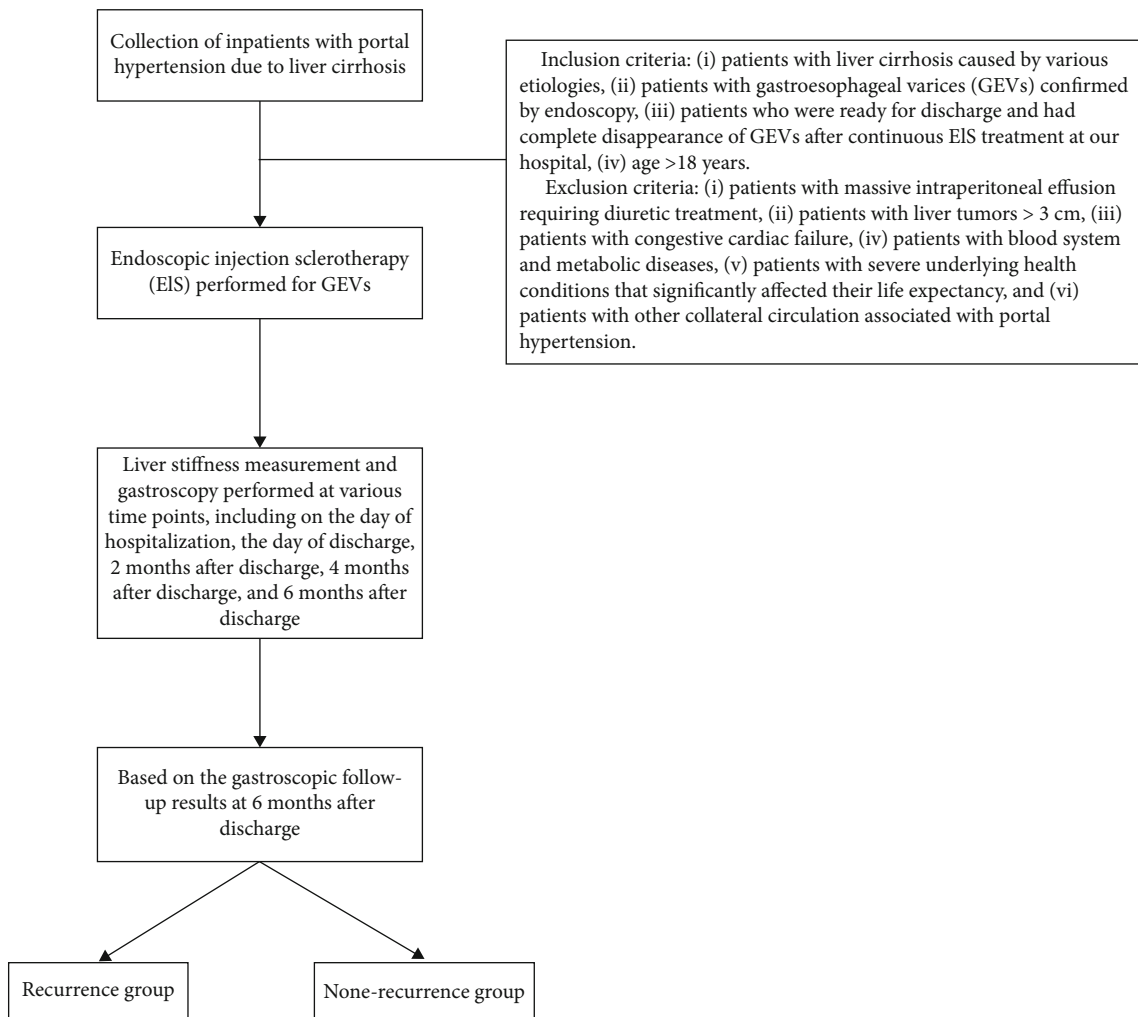 Collection of inpatients with portal
hypertension due to liver cirrhosis
Inclusion criteria: (i) patients with liver cirrhosis caused by various
etiologies, (ii) patients with gastroesophageal varices (GEVs) confirmed
by endoscopy, (iii) patients who were ready for discharge and had
complete disappearance of GEVs after continuous ElS treatment at our
hospital, (iv) age >18 years.
Exclusion criteria: (i) patients with massive intraperitoneal effusion
requiring diuretic treatment, (ii) patients with liver tumors > 3 cm, (iii)
patients with congestive cardiac failure, (iv) patients with blood system
and metabolic diseases, (v) patients with severe underlying health
conditions that significantly affected their life expectancy, and (vi)
patients with other collateral circulation associated with portal
hypertension.
Endoscopic injection sclerotherapy
(ElS) performed for GEVs
Liver stiffness measurement and
gastroscopy performed at various
time points, including on the day of
hospitalization, the day of discharge,
2 months after discharge, 4 months
after discharge, and 6 months after
discharge
Based on the gastroscopic follow-
up results at 6 months after
discharge
Recurrence group
None-recurrence group